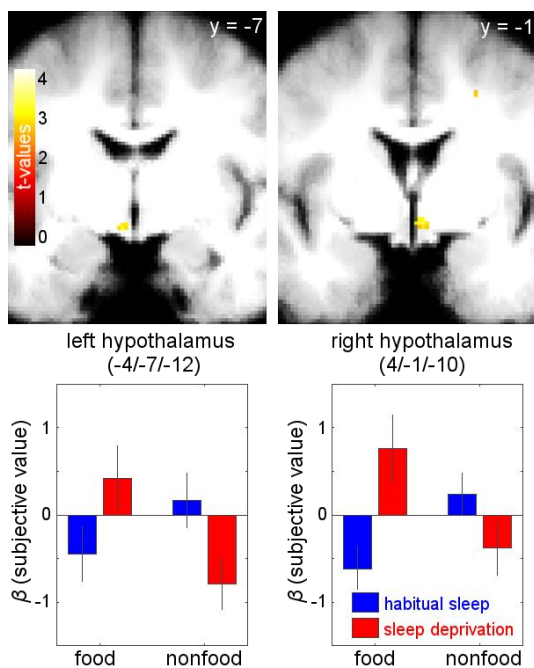 y = -7
y = -1
t-values
4
3
2
1
0
left hypothalamus
(-4/-7/-12)
right hypothalamus
(4/-1/-10)
β (subjective value)
1
0
-1
food
nonfood
β (subjective value)
1
0
-1
habitual sleep
sleep deprivation
food
nonfood